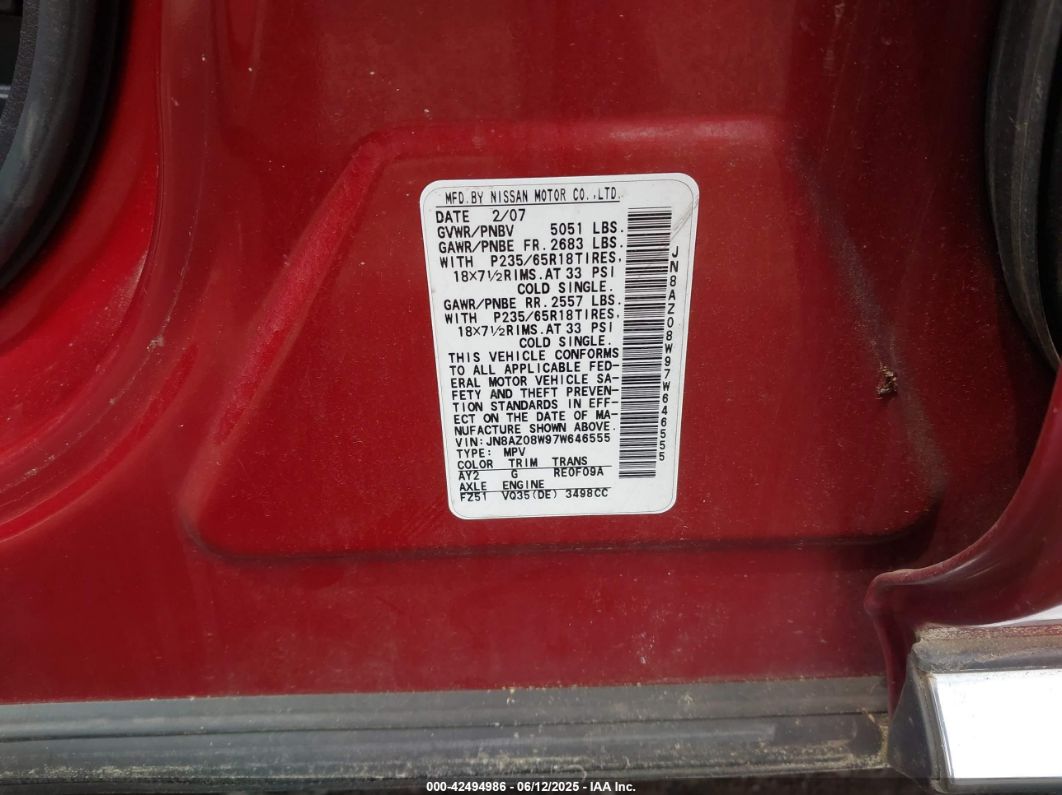 MFD.BY NISSAN MOTOR CO.,LTD.
DATE 2/07
GVWR/PNBV 5051 LBS.
GAWR/PNBE FR.2683 LBS.
WITH P235/65R18TIRES,
18X7½RIMS.AT 33 PSI
COLD SINGLE.
GAWR/PNBE RR.2557 LBS.
WITH P235/65R18TIRES,
18X7½RIMS.AT 33 PSI
COLD SINGLE.
THIS VEHICLE CONFORMS
TO ALL APPLICABLE FED-
ERAL MOTOR VEHICLE SA-
FETY AND THEFT PREVEN-
TION STANDARDS IN EFF-
ECT ON THE DATE OF MA-
NUFACTURE SHOWN ABOVE.
VIN:JN8AZ08W97W646555
TYPE: MPV
COLOR TRIM TRANS
AY2 G RE0F09A
AXLE ENGINE
FZ51 VQ35(DE) 3498CC
JN8AZ08W97W646555
000-42494986 - 06/12/2025 - IAA Inc.